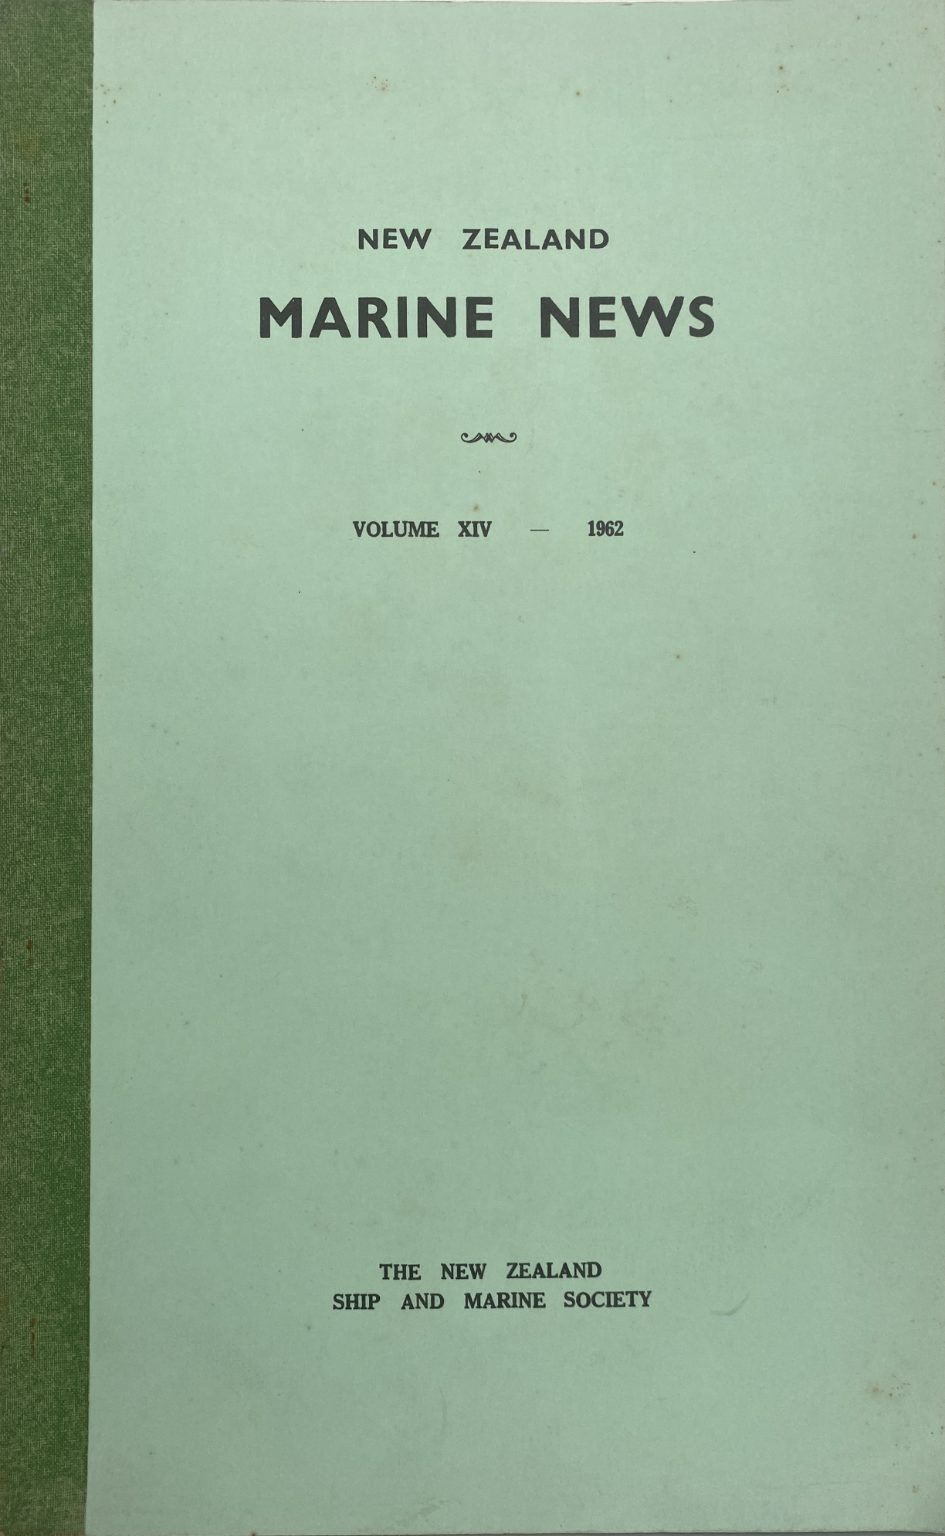 NEW ZEALAND
MARINE NEWS
VOLUME XIV — 1962
THE NEW ZEALAND
SHIP AND MARINE SOCIETY